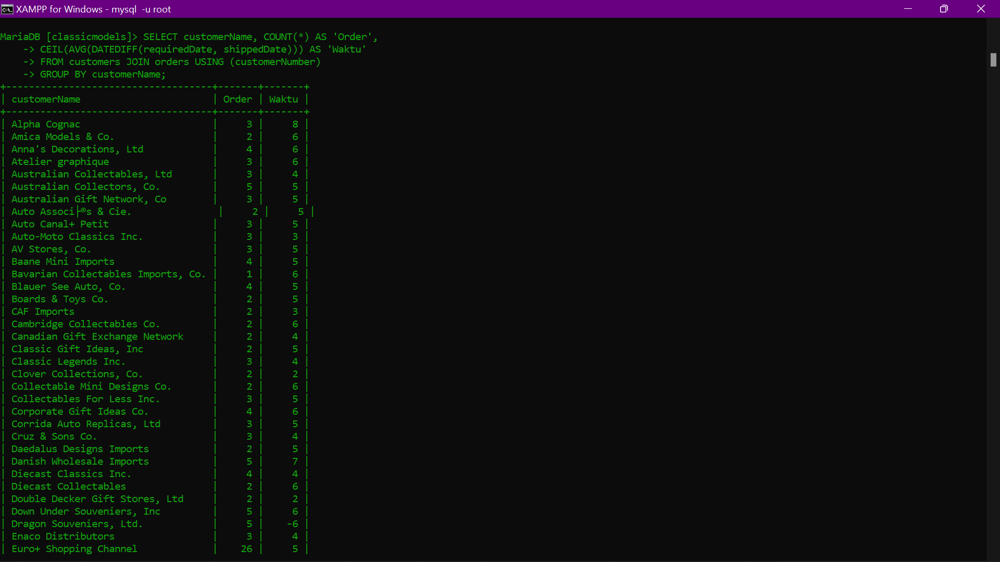 XAMPP for Windows - mysql  -u root
MariaDB [classicmodels]> SELECT customerName, COUNT(*) AS 'Order',
    -> CEIL(AVG(DATEDIFF(requiredDate, shippedDate))) AS 'Waktu'
    -> FROM customers JOIN orders USING (customerNumber)
    -> GROUP BY customerName;
+------------------------------------+-------+-------+
| customerName                       | Order | Waktu |
+------------------------------------+-------+-------+
| Alpha Cognac                       |     3 |     8 |
| Amica Models & Co.                 |     2 |     6 |
| Anna's Decorations, Ltd            |     4 |     6 |
| Atelier graphique                  |     3 |     6 |
| Australian Collectables, Ltd       |     3 |     4 |
| Australian Collectors, Co.         |     5 |     5 |
| Australian Gift Network, Co        |     3 |     5 |
| Auto Associ├®s & Cie.               |     2 |     5 |
| Auto Canal+ Petit                  |     3 |     5 |
| Auto-Moto Classics Inc.            |     3 |     3 |
| AV Stores, Co.                     |     3 |     5 |
| Baane Mini Imports                 |     4 |     5 |
| Bavarian Collectables Imports, Co. |     1 |     6 |
| Blauer See Auto, Co.               |     4 |     5 |
| Boards & Toys Co.                  |     2 |     5 |
| CAF Imports                        |     2 |     3 |
| Cambridge Collectables Co.         |     2 |     6 |
| Canadian Gift Exchange Network     |     2 |     4 |
| Classic Gift Ideas, Inc            |     2 |     5 |
| Classic Legends Inc.               |     3 |     4 |
| Clover Collections, Co.            |     2 |     2 |
| Collectable Mini Designs Co.       |     2 |     6 |
| Collectables For Less Inc.         |     3 |     5 |
| Corporate Gift Ideas Co.           |     4 |     6 |
| Corrida Auto Replicas, Ltd         |     3 |     5 |
| Cruz & Sons Co.                    |     3 |     4 |
| Daedalus Designs Imports           |     2 |     5 |
| Danish Wholesale Imports           |     5 |     7 |
| Diecast Classics Inc.              |     4 |     4 |
| Diecast Collectables               |     2 |     6 |
| Double Decker Gift Stores, Ltd     |     2 |     2 |
| Down Under Souveniers, Inc         |     5 |     6 |
| Dragon Souveniers, Ltd.            |     5 |    -6 |
| Enaco Distributors                 |     3 |     4 |
| Euro+ Shopping Channel             |    26 |     5 |